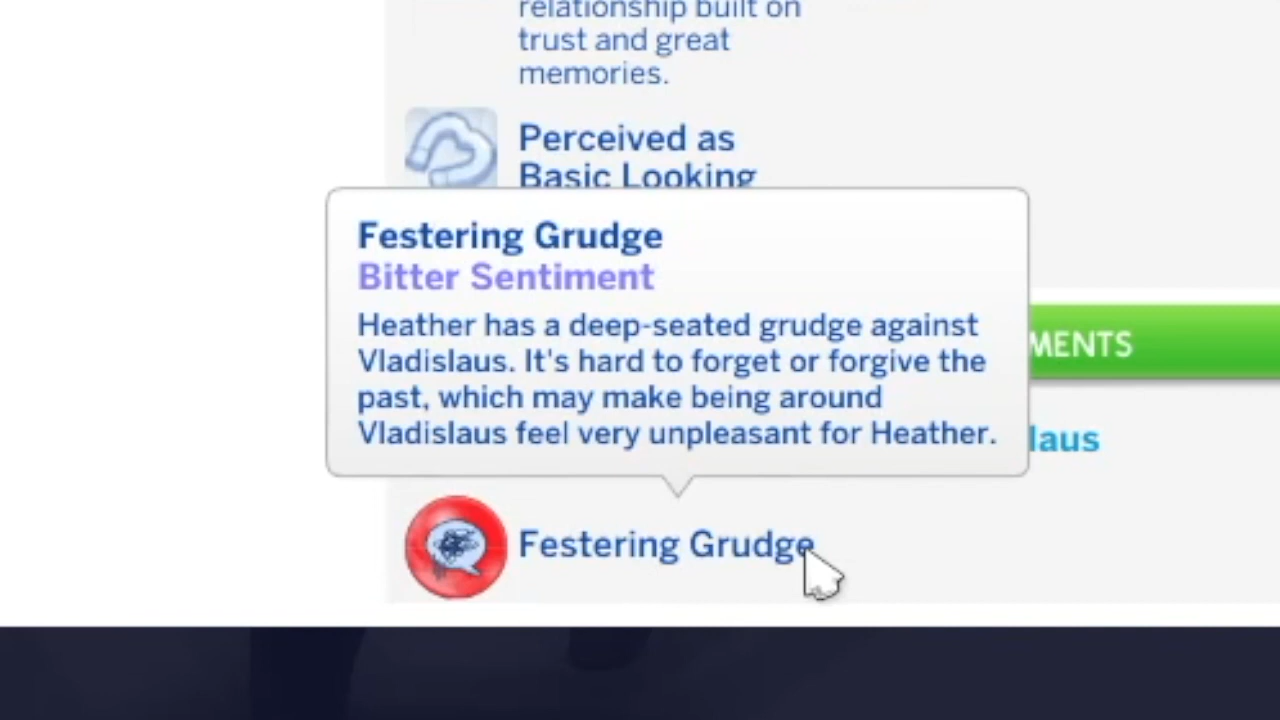 relationship built on
trust and great
memories.
Perceived as
Basic Looking
Festering Grudge
Bitter Sentiment
Heather has a deep-seated grudge against
Vladislaus. It's hard to forget or forgive the
past, which may make being around
Vladislaus feel very unpleasant for Heather.
MENTS
laus
Festering Grudge